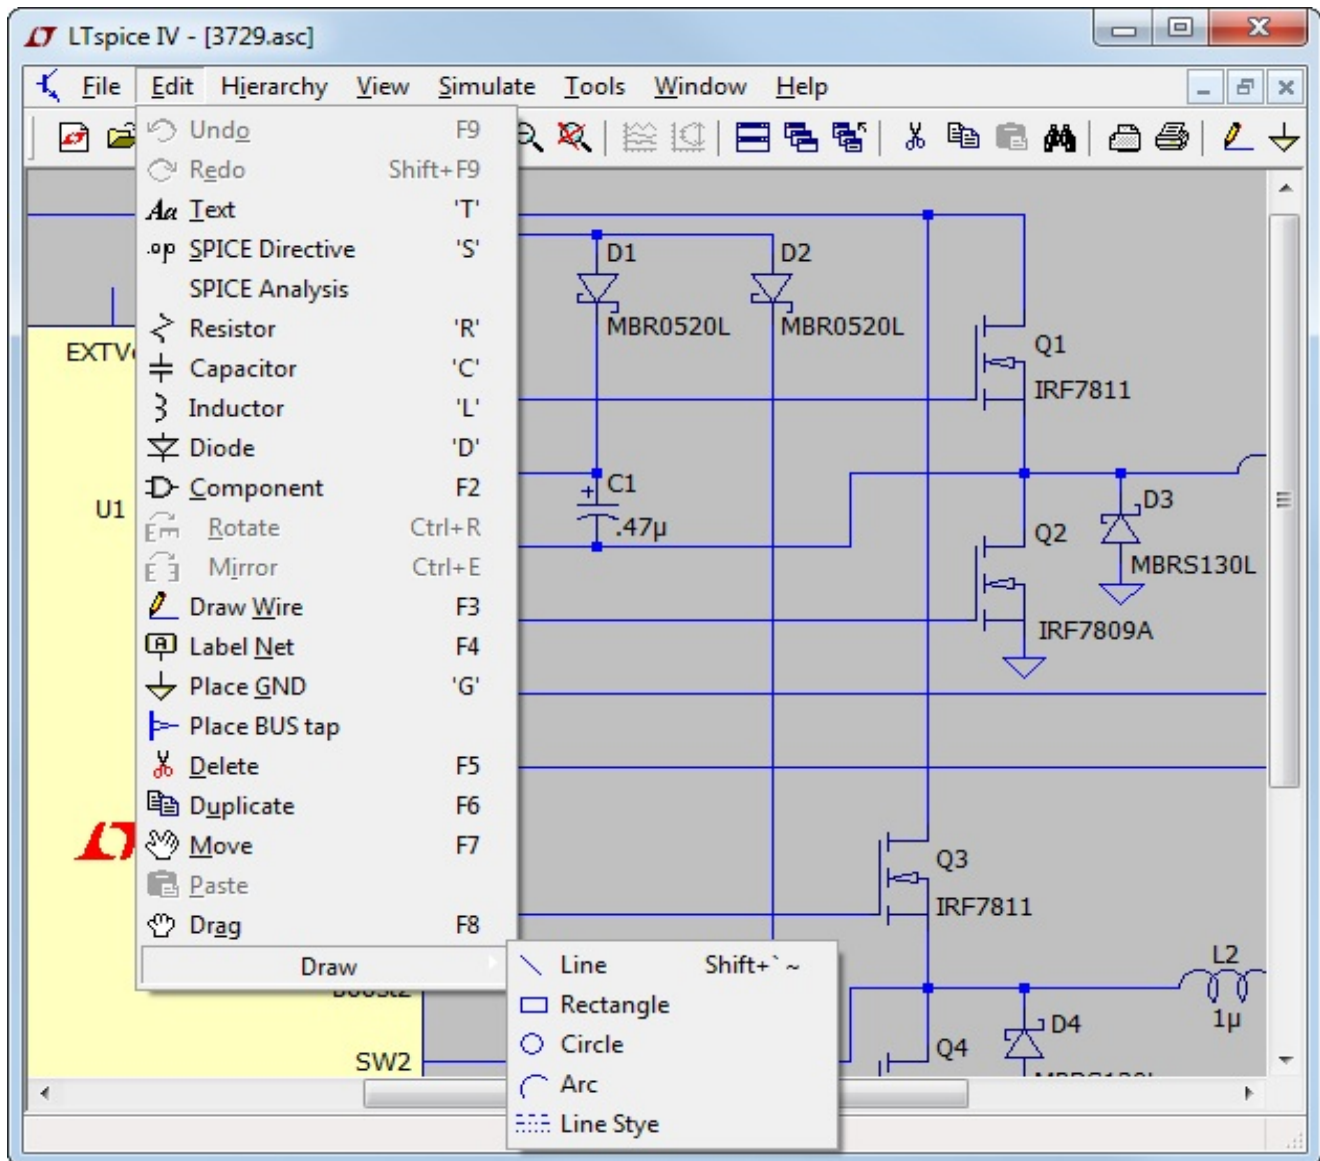 LTspice IV - [3729.asc]
File Edit Hierarchy View Simulate Tools Window Help
Undo F9
Redo Shift+F9
Text 'T'
SPICE Directive 'S'
SPICE Analysis
Resistor 'R'
Capacitor 'C'
Inductor 'L'
Diode 'D'
Component F2
Rotate Ctrl+R
Mirror Ctrl+E
Draw Wire F3
Label Net F4
Place GND 'G'
Place BUS tap
Delete F5
Duplicate F6
Move F7
Paste
Drag F8
Draw
Line Shift+`~
Rectangle
Circle
Arc
Line Stye
U1
SW2
D1
MBR0520L
D2
MBR0520L
Q1
IRF7811
C1
.47µ
D3
MBRS130L
Q2
IRF7809A
Q3
IRF7811
L2
1µ
D4
Q4